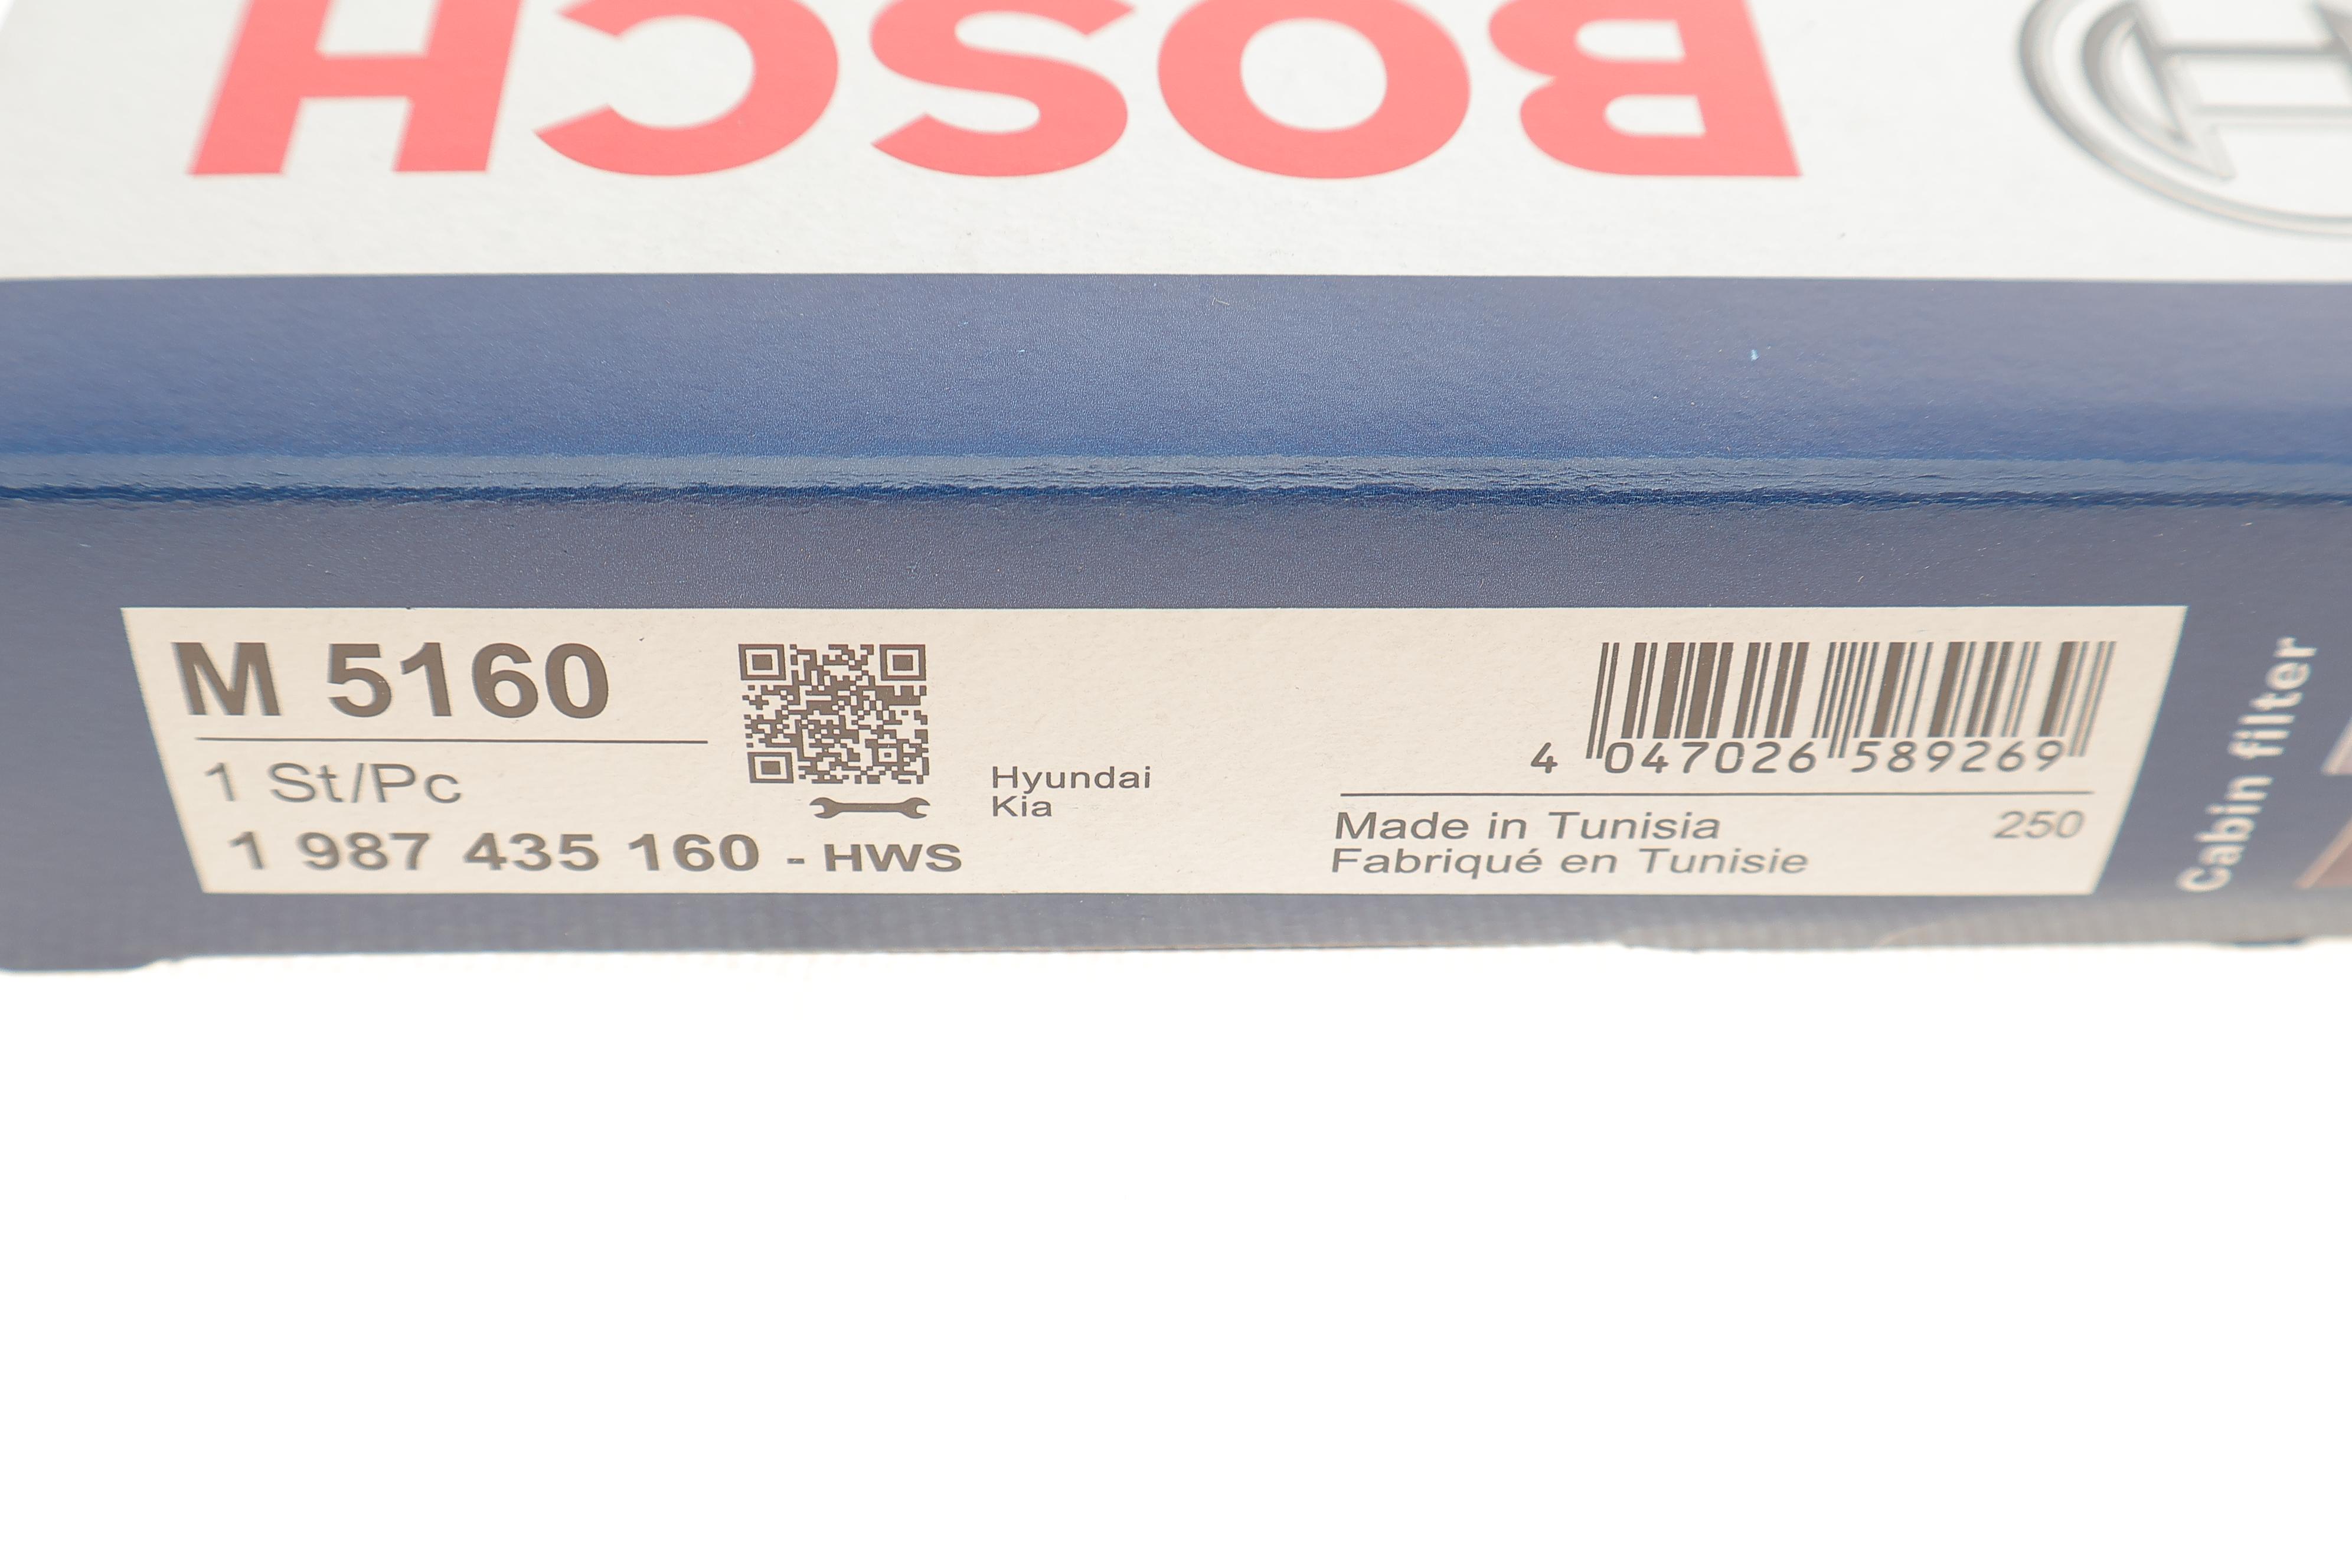 BOSCH
M 5160
1 St/Pc
1 987 435 160 - HWS
Hyundai
Kia
4 047026 589269
Made in Tunisia
Fabriqué en Tunisie
250
Cabin filter